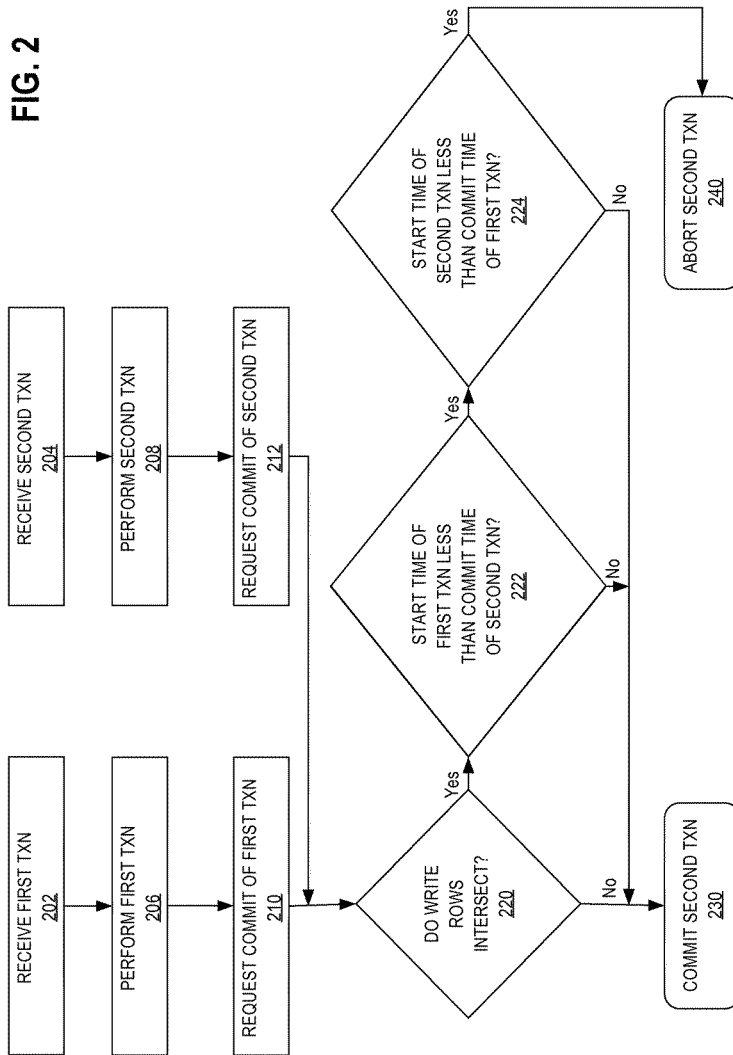 FIG. 2
RECEIVE FIRST TXN
202
RECEIVE SECOND TXN
204
PERFORM FIRST TXN
206
PERFORM SECOND TXN
208
REQUEST COMMIT OF FIRST TXN
210
REQUEST COMMIT OF SECOND TXN
212
DO WRITE
ROWS
INTERSECT?
220
Yes
No
START TIME OF
FIRST TXN LESS
THAN COMMIT TIME
OF SECOND TXN?
222
Yes
No
START TIME OF
SECOND TXN LESS
THAN COMMIT TIME
OF FIRST TXN?
224
Yes
No
COMMIT SECOND TXN
230
ABORT SECOND TXN
240